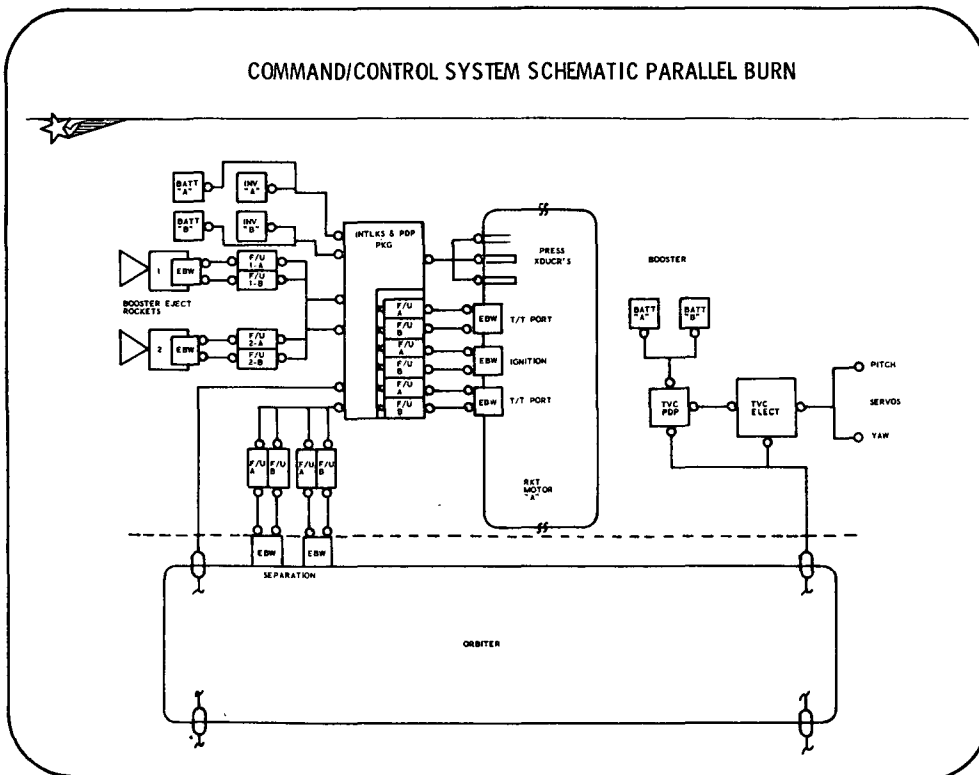 COMMAND/CONTROL SYSTEM SCHEMATIC PARALLEL BURN
BATT
"A"
INV
"A"
BATT
"B"
INV
"B"
INTLKS & PDP
PKG
1
EBW
F/U
1-A
F/U
1-B
BOOSTER EJECT
ROCKETS
2
EBW
F/U
2-A
F/U
2-B
F/U
A
F/U
B
F/U
A
F/U
B
F/U
A
F/U
B
PRESS
XDUCR'S
EBW
T/T PORT
EBW
IGNITION
EBW
T/T PORT
RKT
MOTOR
"A"
BOOSTER
BATT
"A"
BATT
"B"
TVC
PDP
TVC
ELECT
PITCH
SERVOS
YAW
F/U
A
F/U
B
F/U
A
F/U
B
EBW
EBW
SEPARATION
ORBITER